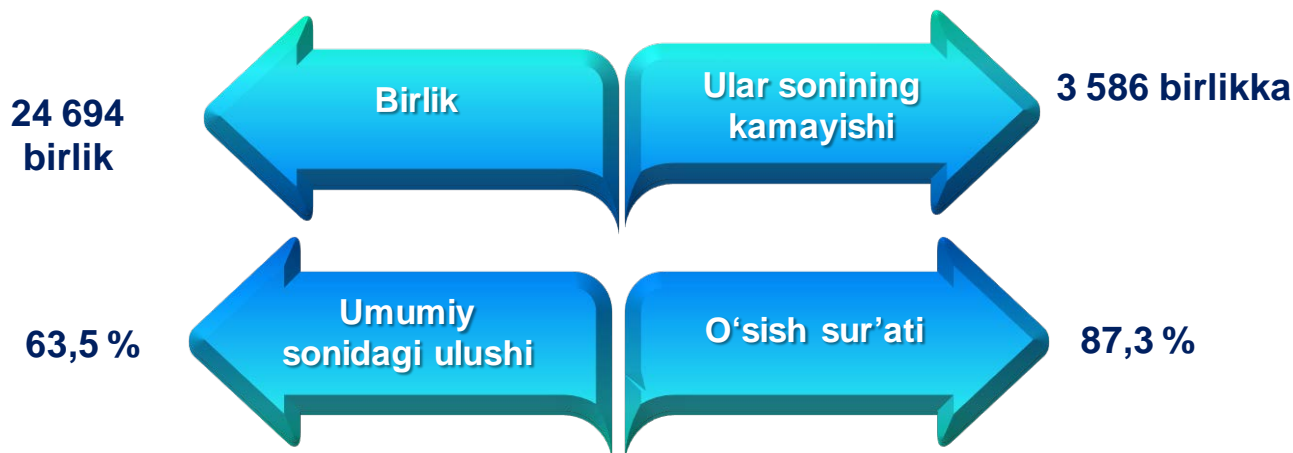 24 694
birlik
Birlik
Ular sonining
kamayishi
3 586 birlikka
63,5 %
Umumiy
sonidagi ulushi
O‘sish sur’ati
87,3 %